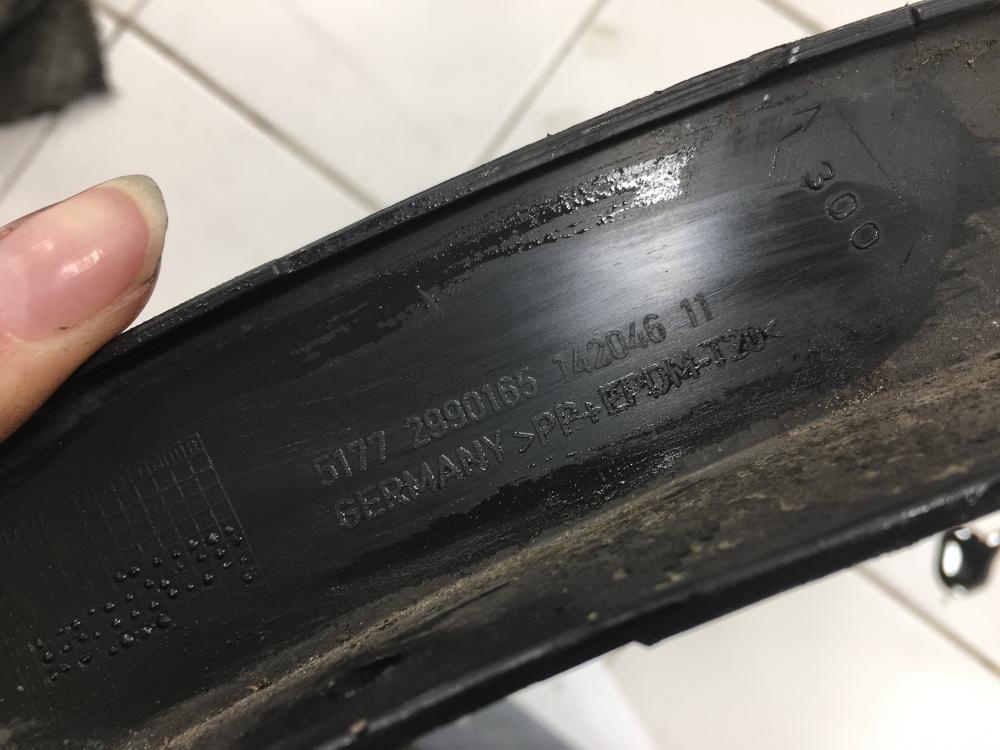 300
5177 2990165 142046 11
GERMANY >PP+EPDM-T20<